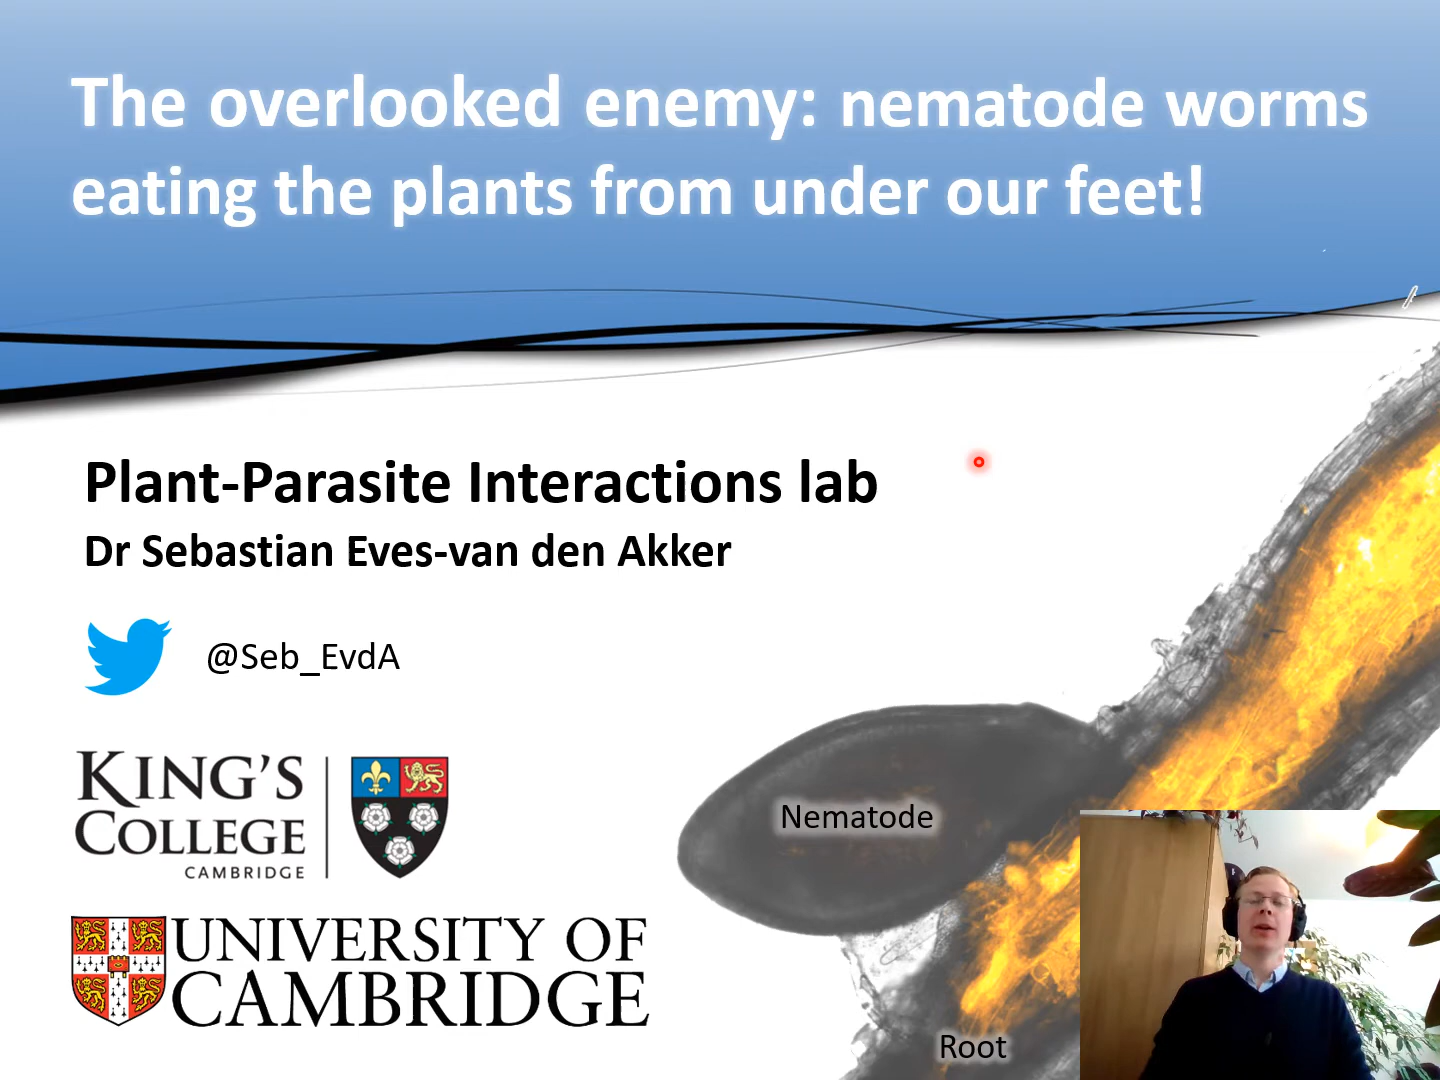 The overlooked enemy: nematode worms
eating the plants from under our feet!
Plant-Parasite Interactions lab
Dr Sebastian Eves-van den Akker
@Seb_EvdA
KING'S
COLLEGE
CAMBRIDGE
UNIVERSITY OF
CAMBRIDGE
Nematode
Root